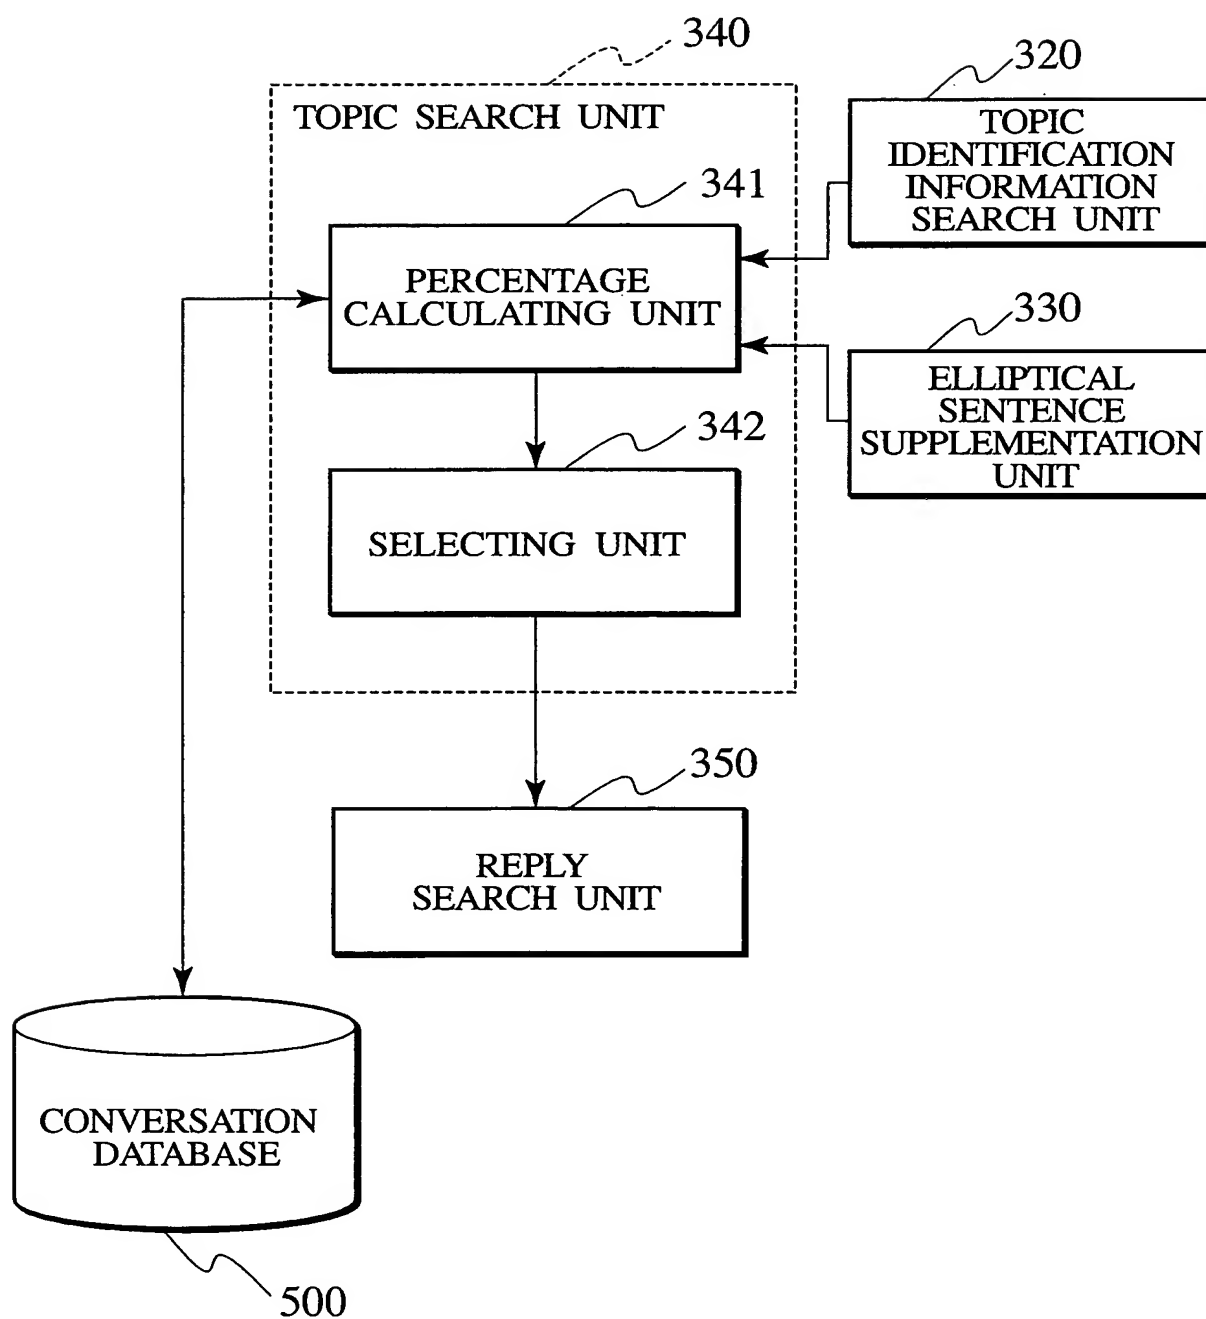 340
TOPIC SEARCH UNIT
320
TOPIC
IDENTIFICATION
INFORMATION
SEARCH UNIT
341
PERCENTAGE
CALCULATING UNIT
330
ELLIPTICAL
SENTENCE
SUPPLEMENTATION
UNIT
342
SELECTING UNIT
350
REPLY
SEARCH UNIT
CONVERSATION
DATABASE
500